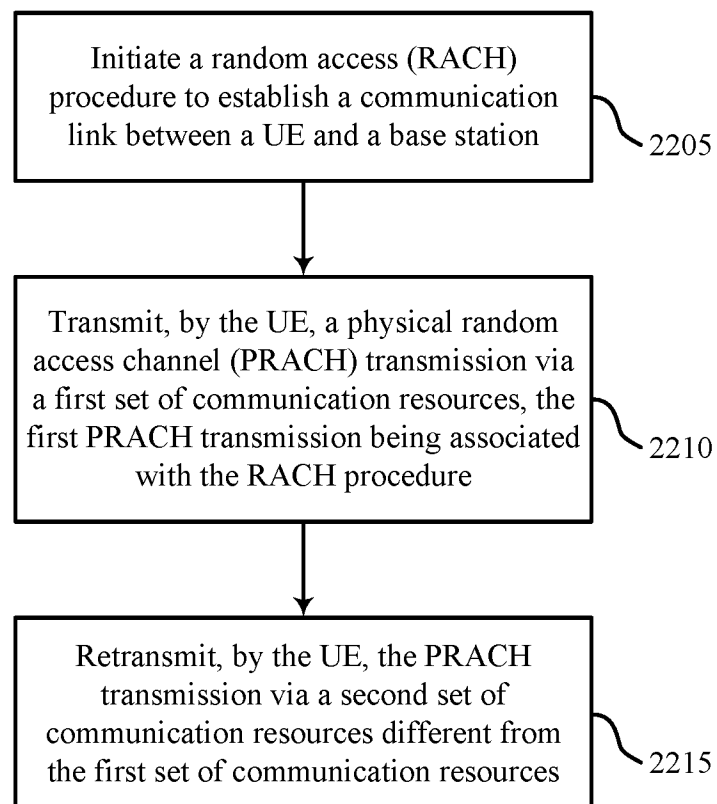 Initiate a random access (RACH)
procedure to establish a communication
link between a UE and a base station
2205
Transmit, by the UE, a physical random
access channel (PRACH) transmission via
a first set of communication resources, the
first PRACH transmission being associated
with the RACH procedure
2210
Retransmit, by the UE, the PRACH
transmission via a second set of
communication resources different from
the first set of communication resources
2215